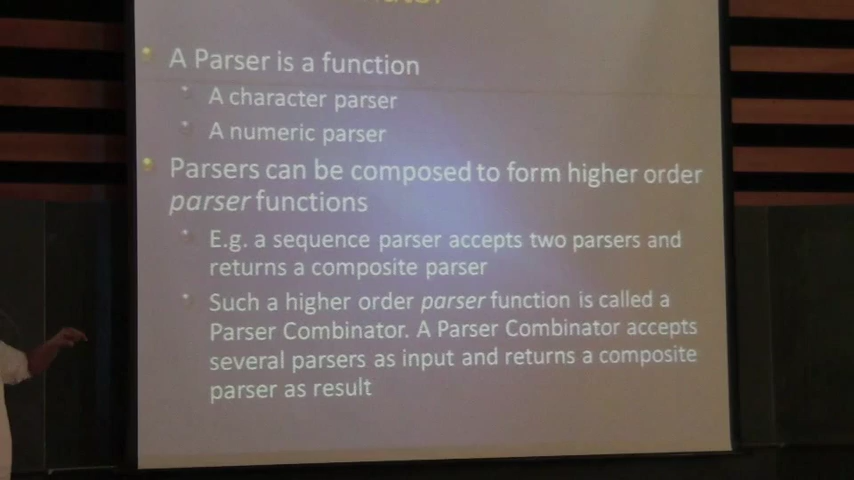 A Parser is a function
A character parser
A numeric parser
Parsers can be composed to form higher order
parser functions
E.g. a sequence parser accepts two parsers and
returns a composite parser
Such a higher order parser function is called a
Parser Combinator. A Parser Combinator accepts
several parsers as input and returns a composite
parser as result